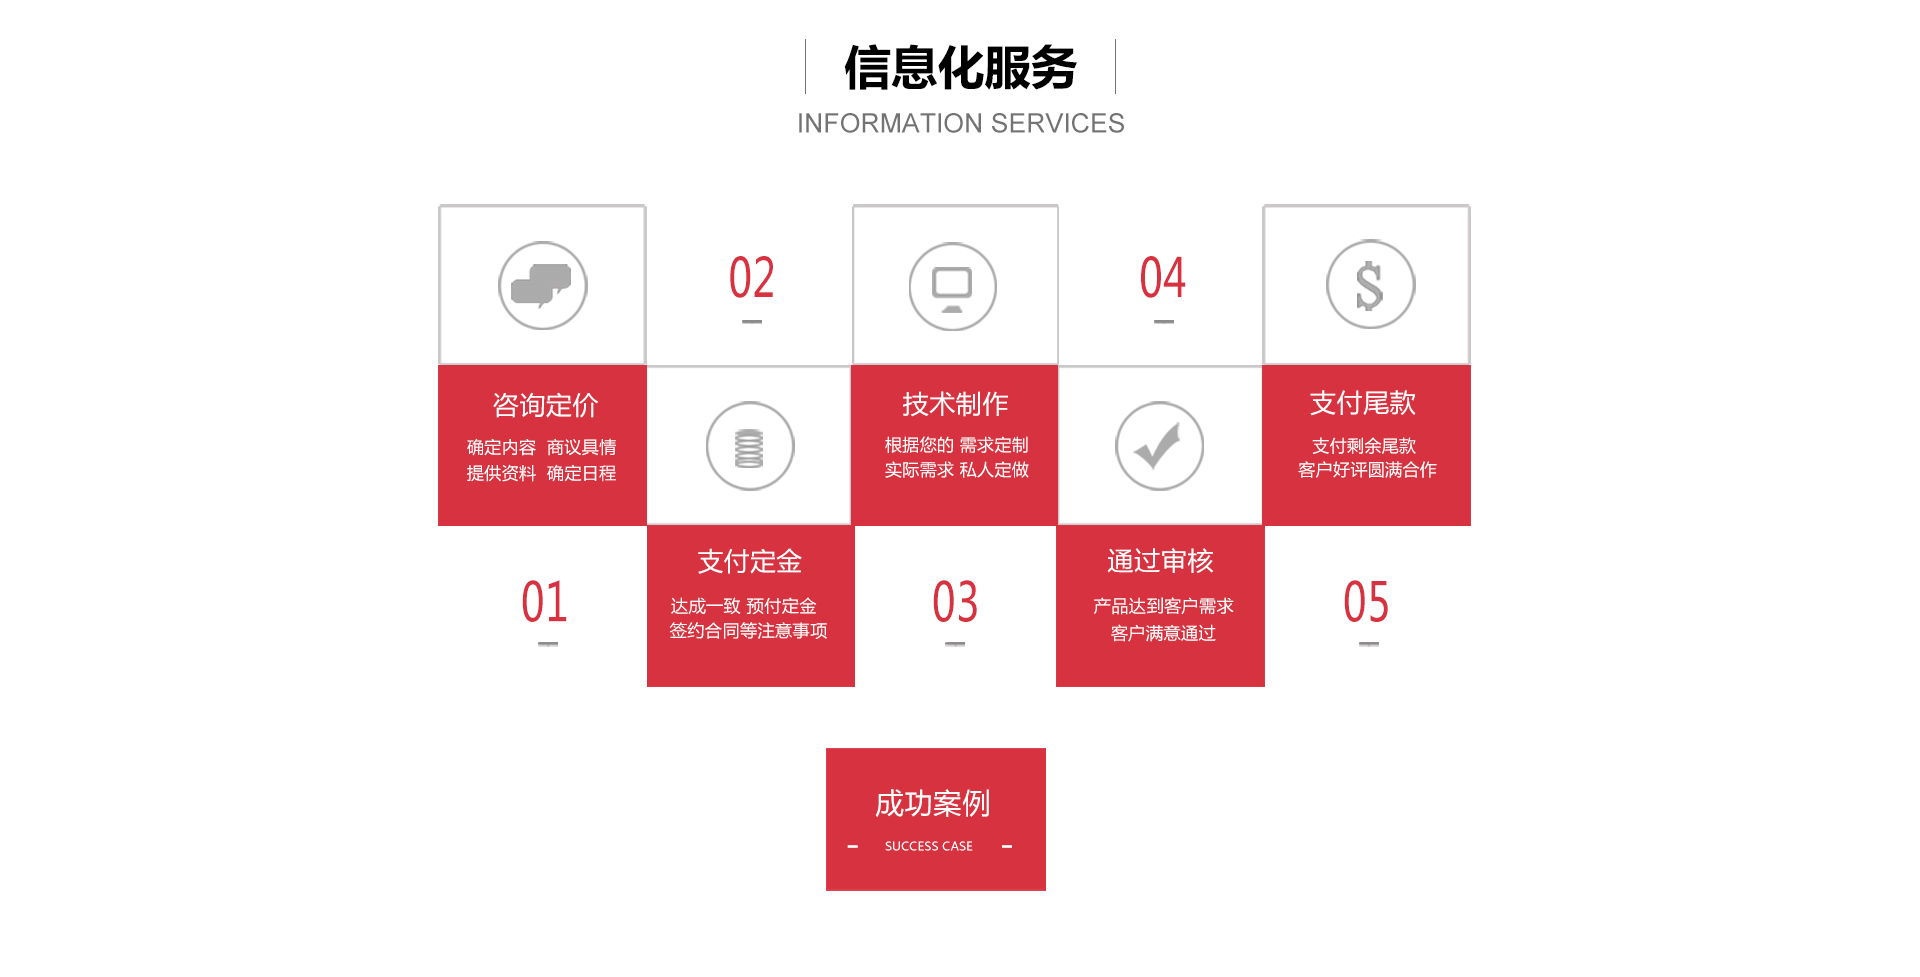 信息化服务
INFORMATION SERVICES
01
咨询定价
确定内容 商议具情
提供资料 确定日程
02
支付定金
达成一致 预付定金
签约合同等注意事项
03
技术制作
根据您的 需求定制
实际需求 私人定做
04
通过审核
产品达到客户需求
客户满意通过
05
支付尾款
支付剩余尾款
客户好评圆满合作
成功案例
SUCCESS CASE